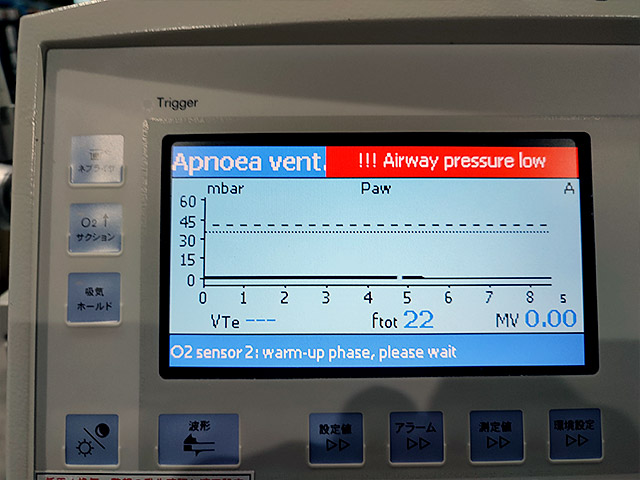 Trigger
ネブライザ
O2 ↑
サクション
吸気
ホールド
Apnoea vent. !!! Airway pressure low
mbar Paw A
60
45
30
15
0
0 1 2 3 4 5 6 7 8 s
VTe --- ftot 22 MV 0.00
O2 sensor 2: warm-up phase, please wait
波形
設定値
アラーム
測定値
環境設定